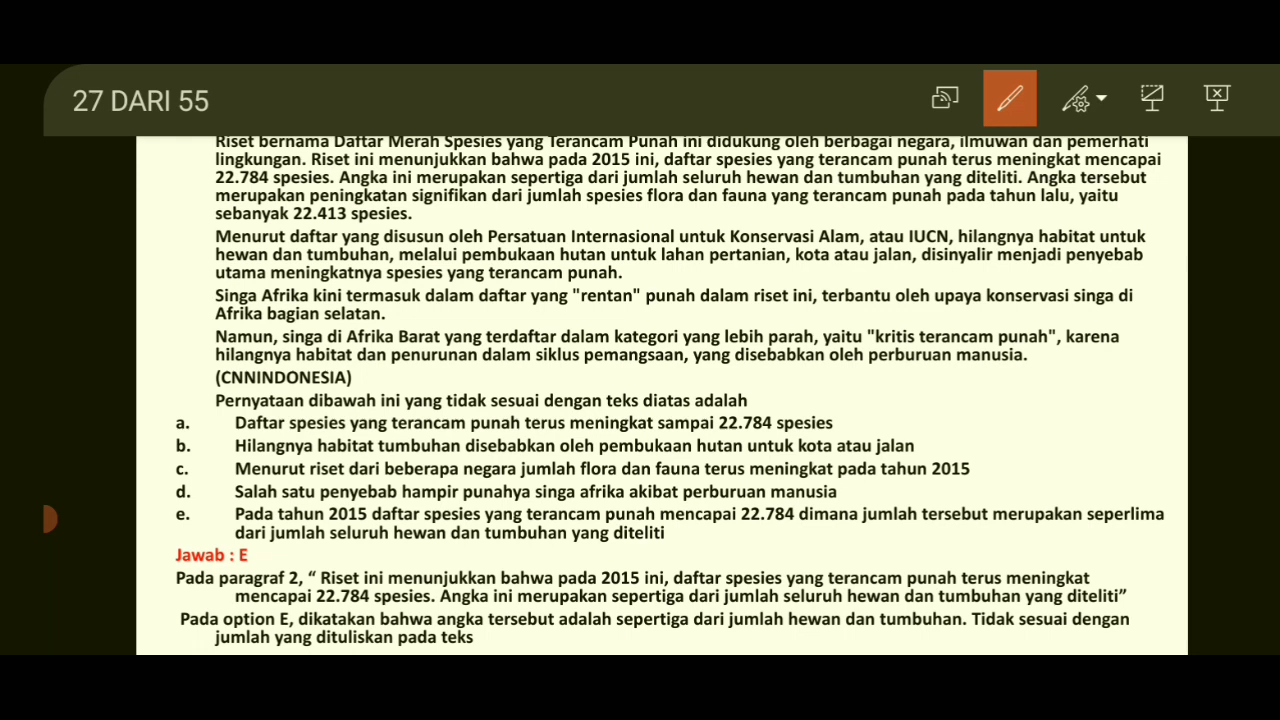 27 DARI 55
Riset bernama Daftar Merah Spesies yang Terancam Punah ini didukung oleh berbagai negara, ilmuwan dan pemerhati
lingkungan. Riset ini menunjukkan bahwa pada 2015 ini, daftar spesies yang terancam punah terus meningkat mencapai
22.784 spesies. Angka ini merupakan sepertiga dari jumlah seluruh hewan dan tumbuhan yang diteliti. Angka tersebut
merupakan peningkatan signifikan dari jumlah spesies flora dan fauna yang terancam punah pada tahun lalu, yaitu
sebanyak 22.413 spesies.
Menurut daftar yang disusun oleh Persatuan Internasional untuk Konservasi Alam, atau IUCN, hilangnya habitat untuk
hewan dan tumbuhan, melalui pembukaan hutan untuk lahan pertanian, kota atau jalan, disinyalir menjadi penyebab
utama meningkatnya spesies yang terancam punah.
Singa Afrika kini termasuk dalam daftar yang "rentan" punah dalam riset ini, terbantu oleh upaya konservasi singa di
Afrika bagian selatan.
Namun, singa di Afrika Barat yang terdaftar dalam kategori yang lebih parah, yaitu "kritis terancam punah", karena
hilangnya habitat dan penurunan dalam siklus pemangsaan, yang disebabkan oleh perburuan manusia.
(CNNINDONESIA)
Pernyataan dibawah ini yang tidak sesuai dengan teks diatas adalah
a. Daftar spesies yang terancam punah terus meningkat sampai 22.784 spesies
b. Hilangnya habitat tumbuhan disebabkan oleh pembukaan hutan untuk kota atau jalan
c. Menurut riset dari beberapa negara jumlah flora dan fauna terus meningkat pada tahun 2015
d. Salah satu penyebab hampir punahya singa afrika akibat perburuan manusia
e. Pada tahun 2015 daftar spesies yang terancam punah mencapai 22.784 dimana jumlah tersebut merupakan seperlima
dari jumlah seluruh hewan dan tumbuhan yang diteliti
Jawab : E
Pada paragraf 2, “ Riset ini menunjukkan bahwa pada 2015 ini, daftar spesies yang terancam punah terus meningkat
mencapai 22.784 spesies. Angka ini merupakan sepertiga dari jumlah seluruh hewan dan tumbuhan yang diteliti”
Pada option E, dikatakan bahwa angka tersebut adalah sepertiga dari jumlah hewan dan tumbuhan. Tidak sesuai dengan
jumlah yang dituliskan pada teks